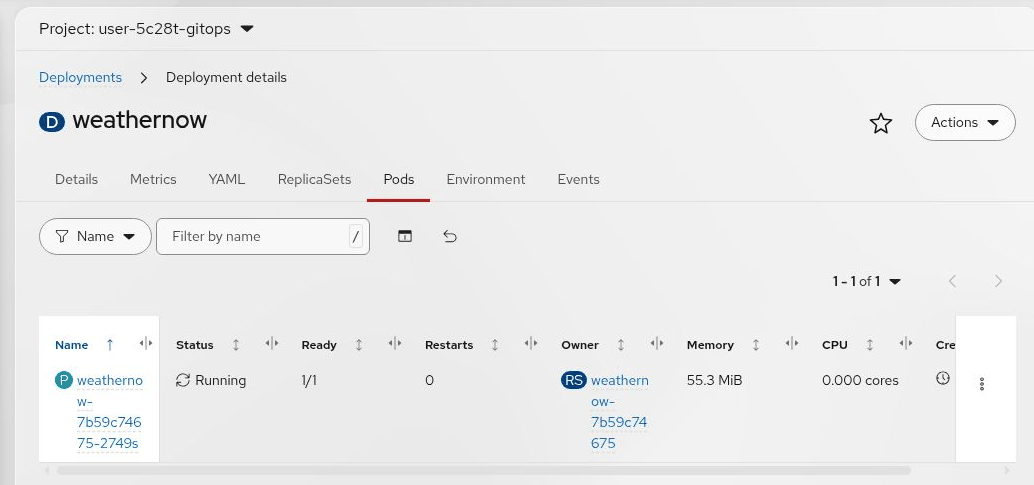 Project: user-5c28t-gitops
Deployments > Deployment details
D weathernow
Actions
Details Metrics YAML ReplicaSets Pods Environment Events
Name Filter by name /
1 - 1 of 1
Name Status Ready Restarts Owner Memory CPU Cre
P weatherno Running 1/1 0 RS weathern 55.3 MiB 0.000 cores
w- ow-
7b59c746 7b59c74
75-2749s 675